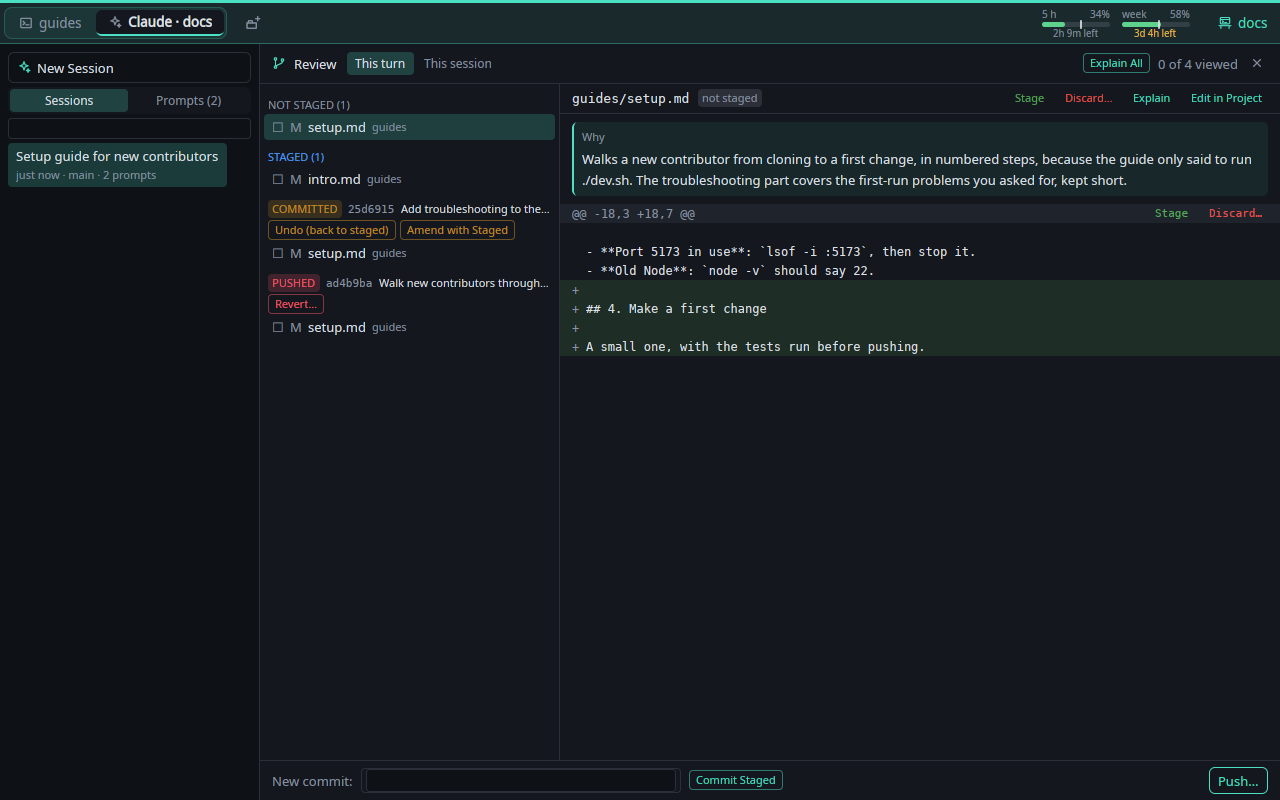 guides
Claude · docs
5 h 34%
2h 9m left
week 58%
3d 4h left
docs
New Session
Sessions
Prompts (2)
Setup guide for new contributors
just now · main · 2 prompts
Review
This turn
This session
Explain All
0 of 4 viewed
NOT STAGED (1)
M setup.md guides
STAGED (1)
M intro.md guides
COMMITTED 25d6915 Add troubleshooting to the…
Undo (back to staged)
Amend with Staged
M setup.md guides
PUSHED ad4b9ba Walk new contributors through…
Revert…
M setup.md guides
guides/setup.md not staged
Stage
Discard…
Explain
Edit in Project
Why
Walks a new contributor from cloning to a first change, in numbered steps, because the guide only said to run
./dev.sh. The troubleshooting part covers the first-run problems you asked for, kept short.
@@ -18,3 +18,7 @@
Stage
Discard…
- **Port 5173 in use**: `lsof -i :5173`, then stop it.
- **Old Node**: `node -v` should say 22.
+
+ ## 4. Make a first change
+
+ A small one, with the tests run before pushing.
New commit:
Commit Staged
Push…